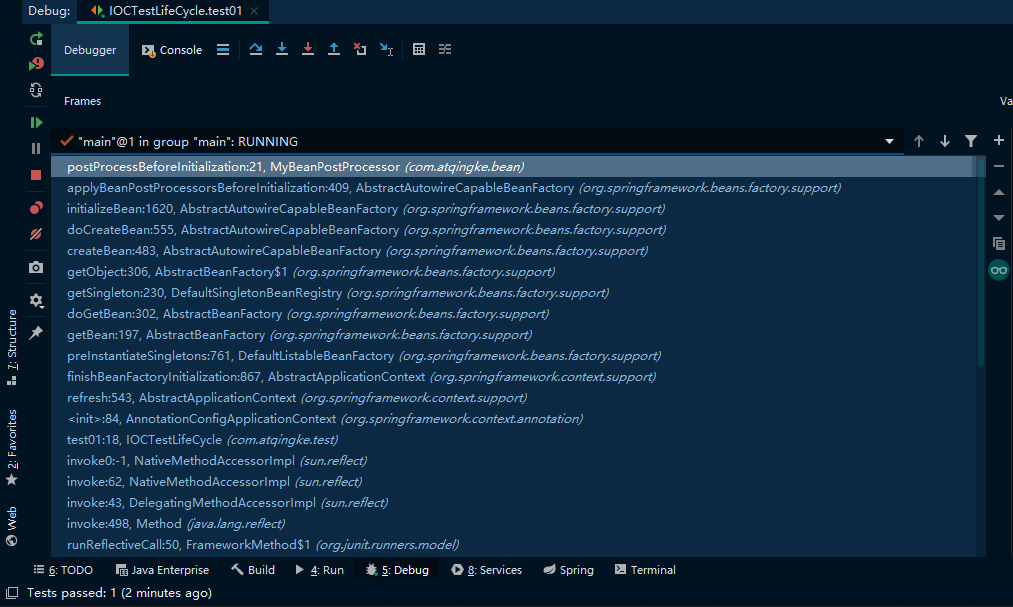 Debug: IOCTestLifeCycle.test01
Debugger Console
Frames
Va
"main"@1 in group "main": RUNNING
postProcessBeforeInitialization:21, MyBeanPostProcessor (com.atqingke.bean)
applyBeanPostProcessorsBeforeInitialization:409, AbstractAutowireCapableBeanFactory (org.springframework.beans.factory.support)
initializeBean:1620, AbstractAutowireCapableBeanFactory (org.springframework.beans.factory.support)
doCreateBean:555, AbstractAutowireCapableBeanFactory (org.springframework.beans.factory.support)
createBean:483, AbstractAutowireCapableBeanFactory (org.springframework.beans.factory.support)
getObject:306, AbstractBeanFactory$1 (org.springframework.beans.factory.support)
getSingleton:230, DefaultSingletonBeanRegistry (org.springframework.beans.factory.support)
doGetBean:302, AbstractBeanFactory (org.springframework.beans.factory.support)
getBean:197, AbstractBeanFactory (org.springframework.beans.factory.support)
preInstantiateSingletons:761, DefaultListableBeanFactory (org.springframework.beans.factory.support)
finishBeanFactoryInitialization:867, AbstractApplicationContext (org.springframework.context.support)
refresh:543, AbstractApplicationContext (org.springframework.context.support)
<init>:84, AnnotationConfigApplicationContext (org.springframework.context.annotation)
test01:18, IOCTestLifeCycle (com.atqingke.test)
invoke0:-1, NativeMethodAccessorImpl (sun.reflect)
invoke:62, NativeMethodAccessorImpl (sun.reflect)
invoke:43, DelegatingMethodAccessorImpl (sun.reflect)
invoke:498, Method (java.lang.reflect)
runReflectiveCall:50, FrameworkMethod$1 (org.junit.runners.model)
7: Structure
2: Favorites
Web
6: TODO Java Enterprise Build 4: Run 5: Debug 8: Services Spring Terminal
Tests passed: 1 (2 minutes ago)